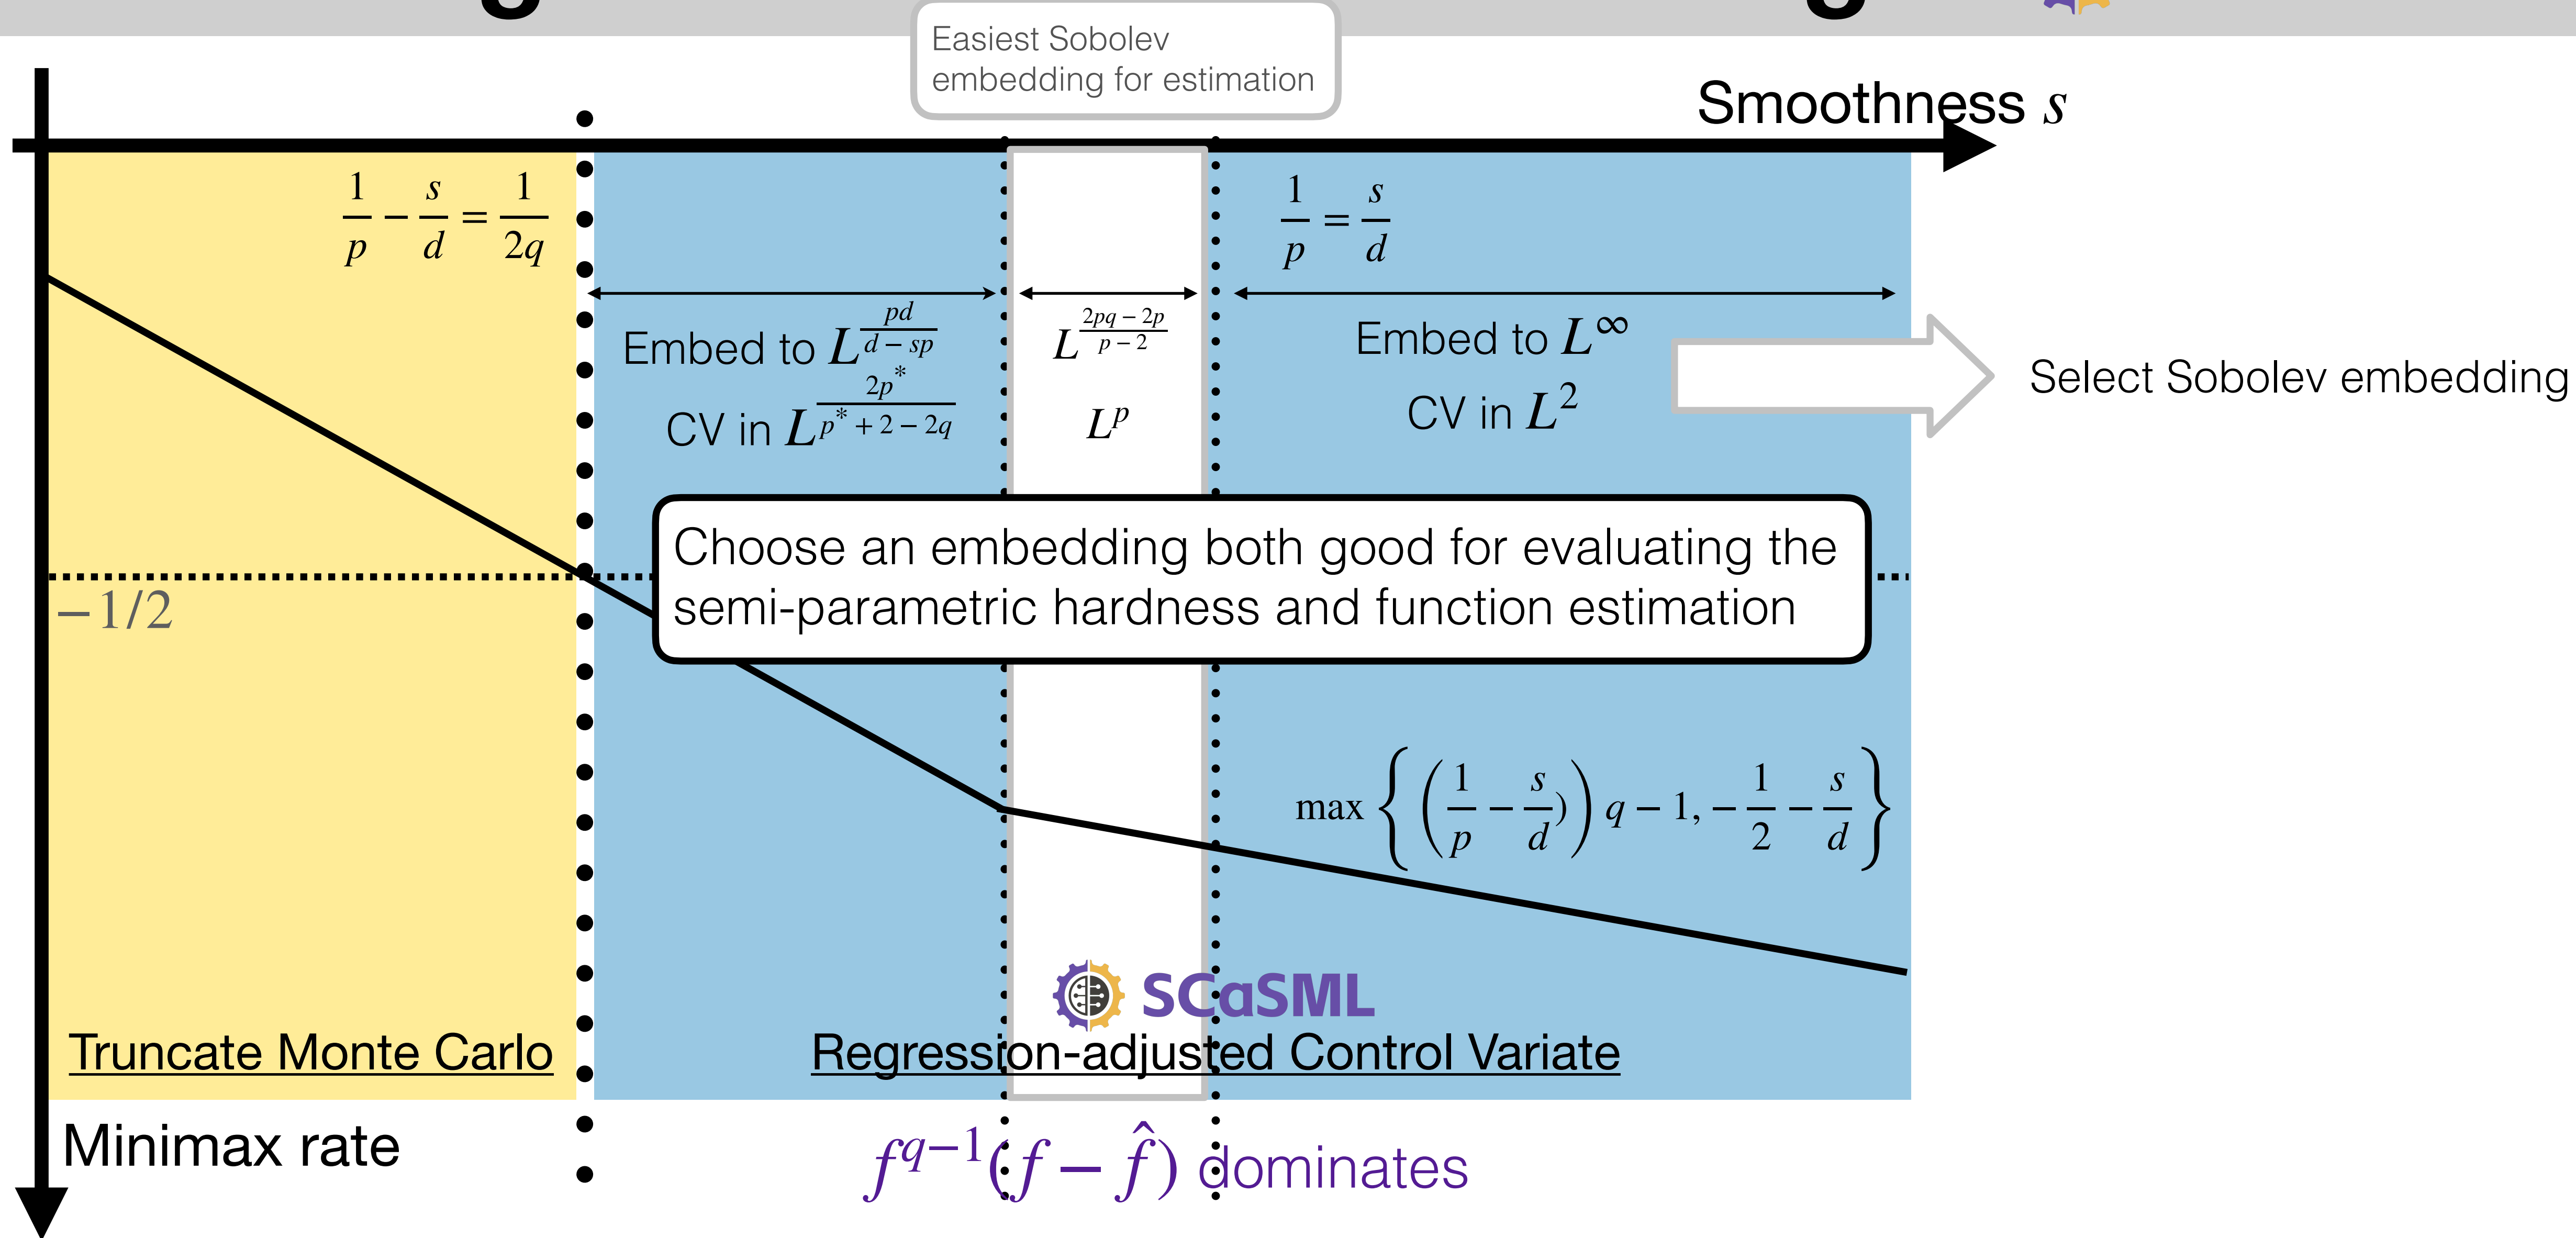 Easiest Sobolev
embedding for estimation
Smoothness s
1/p − s/d = 1/2q
1/p = s/d
Embed to L^{pd/(d − sp)}
CV in L^{2p*/(p* + 2 − 2q)}
L^{(2pq − 2p)/(p − 2)}
L^p
Embed to L^∞
CV in L^2
Select Sobolev embedding
Choose an embedding both good for evaluating the
semi-parametric hardness and function estimation
−1/2
max { (1/p − s/d)) q − 1, − 1/2 − s/d }
SCaSML
Truncate Monte Carlo
Regression-adjusted Control Variate
Minimax rate
f^{q−1}(f − f̂) dominates